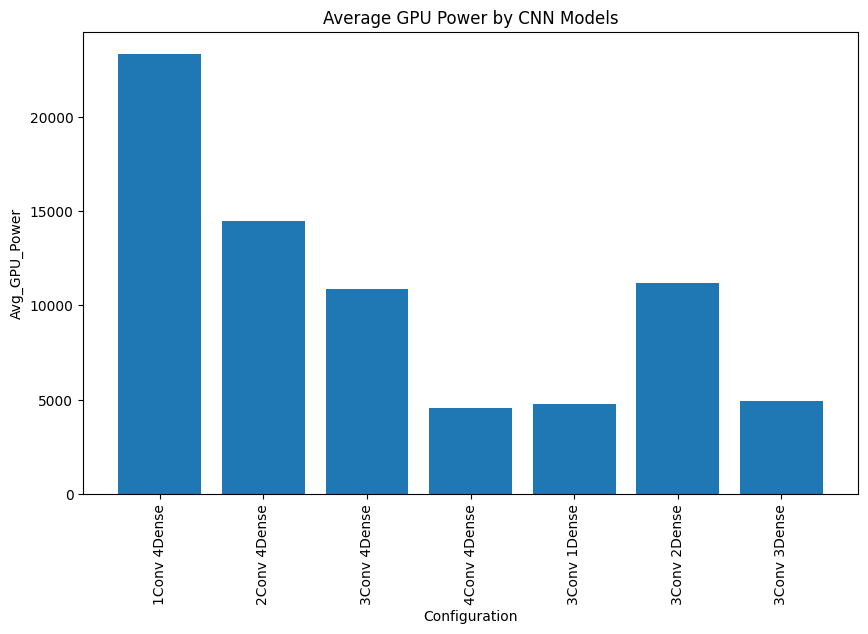 Average GPU Power by CNN Models
Avg_GPU_Power
20000
15000
10000
5000
0
1Conv 4Dense
2Conv 4Dense
3Conv 4Dense
4Conv 4Dense
3Conv 1Dense
3Conv 2Dense
3Conv 3Dense
Configuration